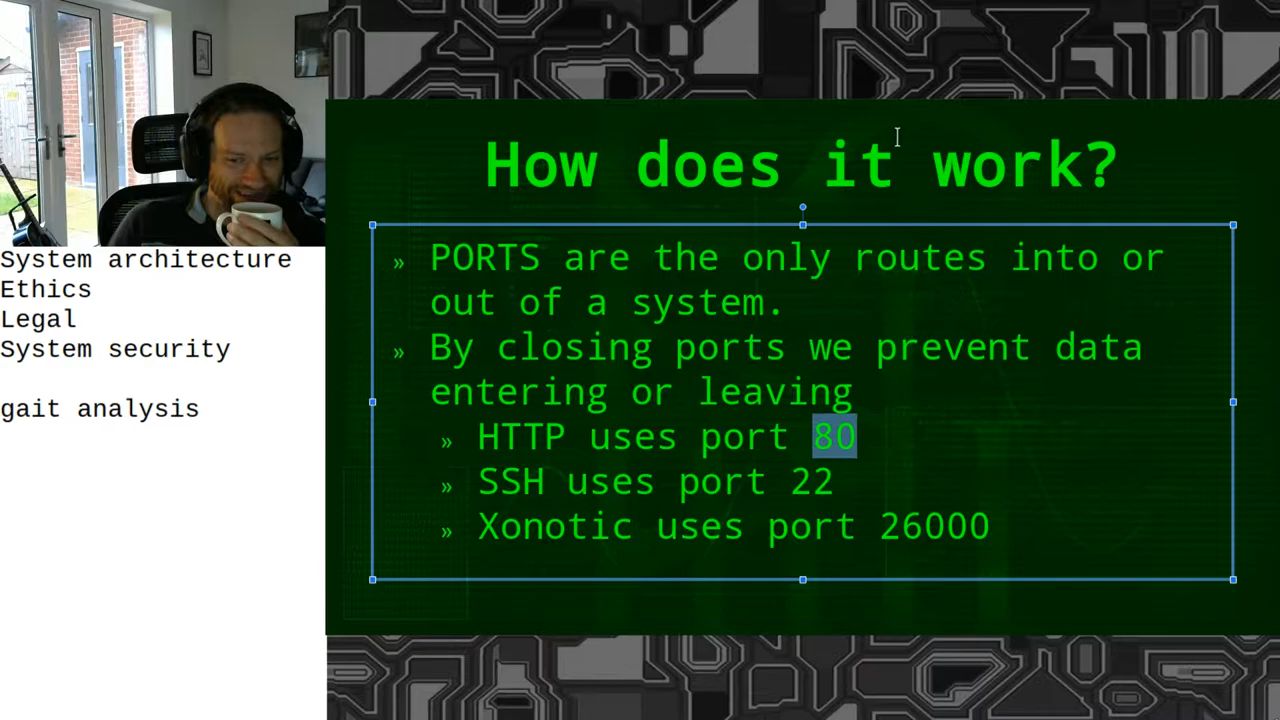 System architecture
Ethics
Legal
System security
gait analysis
How does it work?
» PORTS are the only routes into or
out of a system.
» By closing ports we prevent data
entering or leaving
» HTTP uses port 80
» SSH uses port 22
» Xonotic uses port 26000